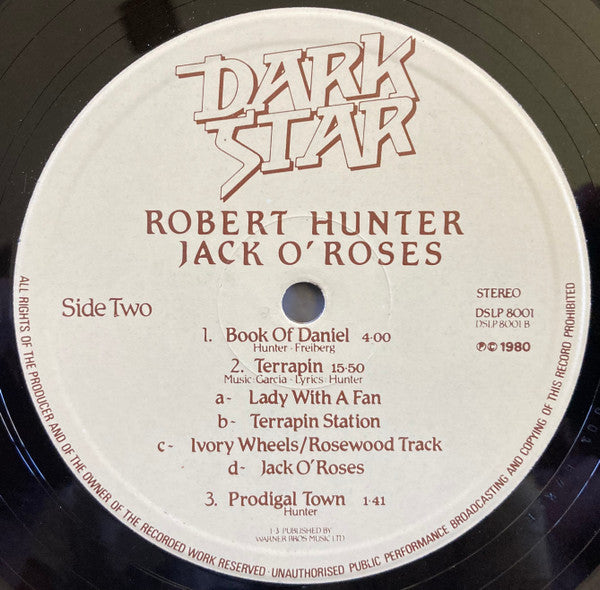 DARK
STAR
ROBERT HUNTER
JACK O' ROSES
Side Two
STEREO
DSLP 8001
DSLP 8001 B
℗ © 1980
1. Book Of Daniel 4·00
Hunter · Freiberg
2. Terrapin 15·50
Music · Garcia · Lyrics · Hunter
a- Lady With A Fan
b- Terrapin Station
c- Ivory Wheels/Rosewood Track
d- Jack O'Roses
3. Prodigal Town 1·41
Hunter
1-3 PUBLISHED BY
WARNER BROS MUSIC LTD
ALL RIGHTS OF THE PRODUCER AND OF THE OWNER OF THE RECORDED WORK RESERVED · UNAUTHORISED PUBLIC PERFORMANCE BROADCASTING AND COPYING OF THIS RECORD PROHIBITED